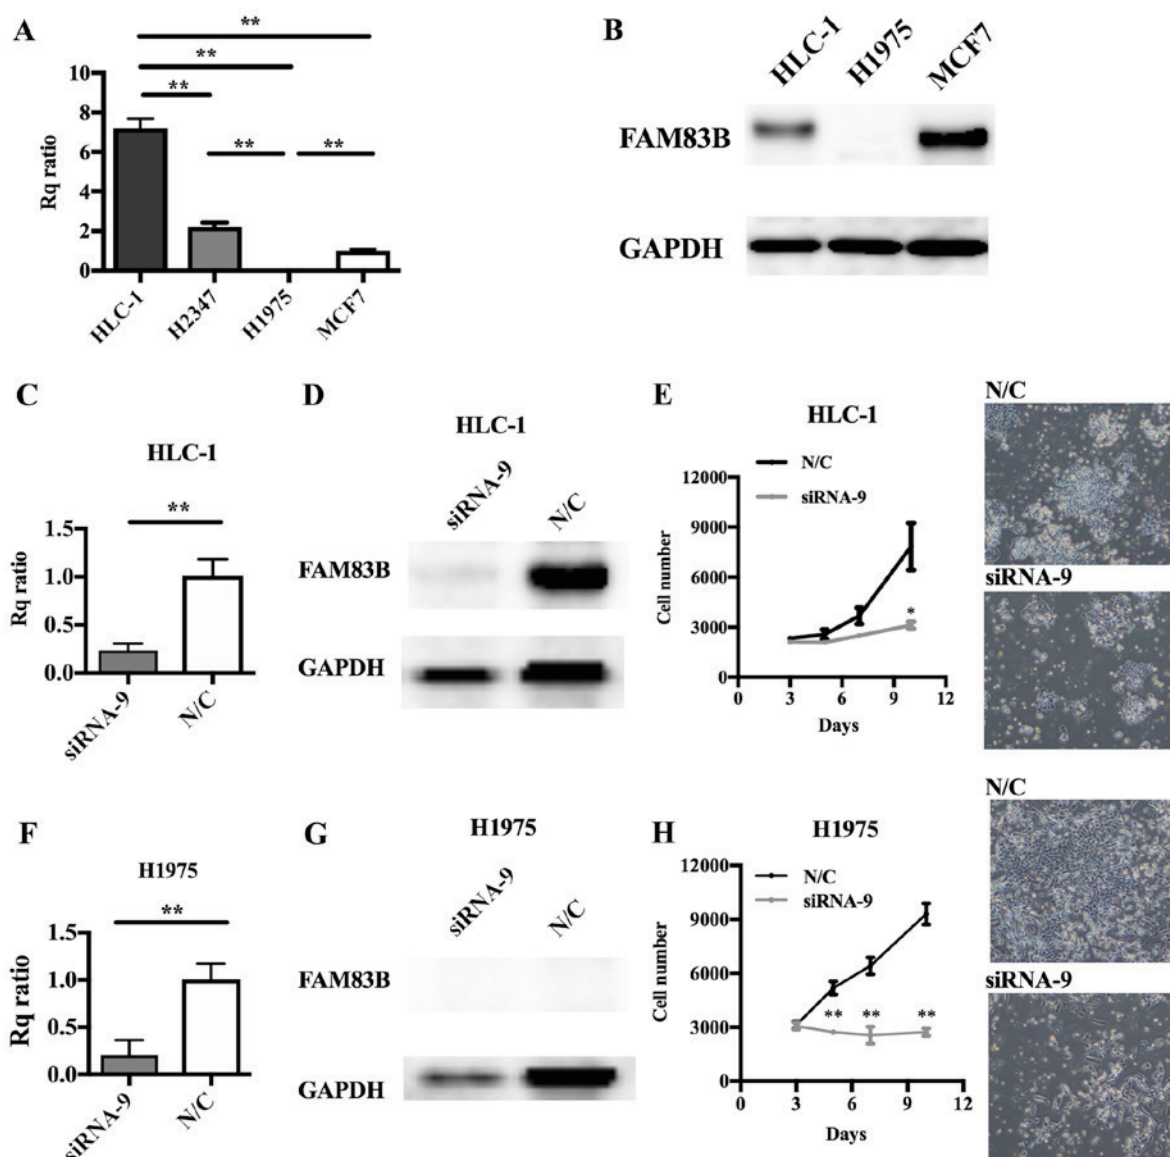 A
**
**
**
**
**
Rq ratio
10
8
6
4
2
0
HLC-1
H2347
H1975
MCF7
B
HLC-1
H1975
MCF7
FAM83B
GAPDH
C
HLC-1
**
Rq ratio
1.5
1.0
0.5
0.0
siRNA-9
N/C
D
HLC-1
siRNA-9
N/C
FAM83B
GAPDH
E
HLC-1
N/C
siRNA-9
Cell number
12000
9000
6000
3000
0
*
0
3
6
9
12
Days
N/C
siRNA-9
F
H1975
**
Rq ratio
1.5
1.0
0.5
0.0
siRNA-9
N/C
G
H1975
siRNA-9
N/C
FAM83B
GAPDH
H
H1975
N/C
siRNA-9
Cell number
12000
9000
6000
3000
0
**
**
**
0
3
6
9
12
Days
N/C
siRNA-9